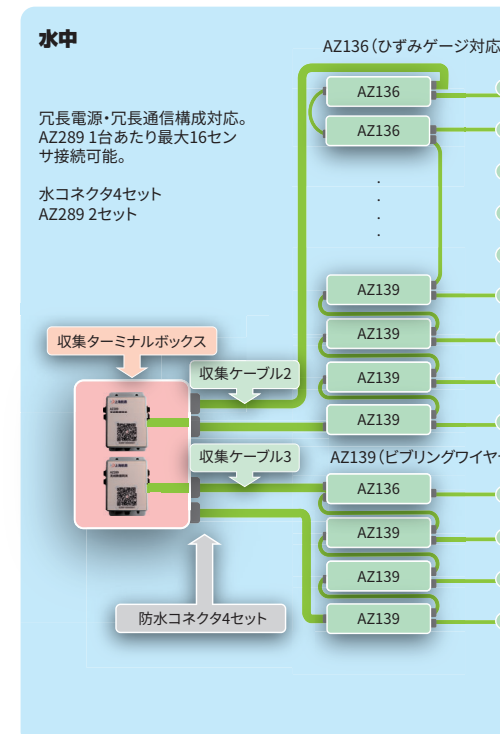 水中
AZ136（ひずみゲージ対応
冗長電源・冗長通信構成対応。
AZ289 1台あたり最大16セン
サ接続可能。
水コネクタ4セット
AZ289 2セット
AZ136
AZ136
AZ139
AZ139
AZ139
AZ139
収集ターミナルボックス
収集ケーブル2
収集ケーブル3
AZ139（ビブリングワイヤ
AZ136
AZ139
AZ139
AZ139
防水コネクタ4セット
AZ289
AZ289